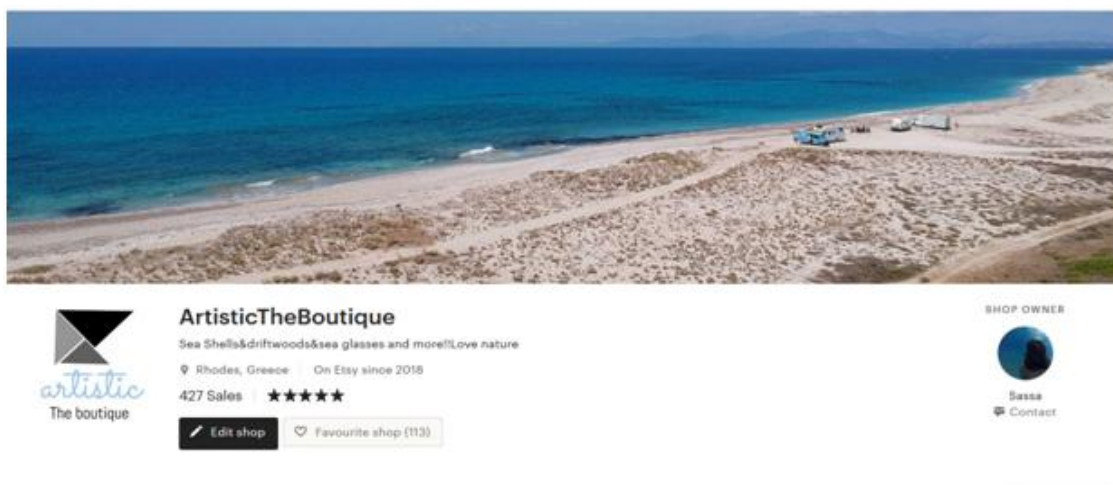 ArtisticTheBoutique
Sea Shells&driftwoods&sea glasses and more!!Love nature
Rhodes, Greece On Etsy since 2018
427 Sales
Edit shop Favourite shop (113)
artistic
The boutique
SHOP OWNER
Sassa
Contact